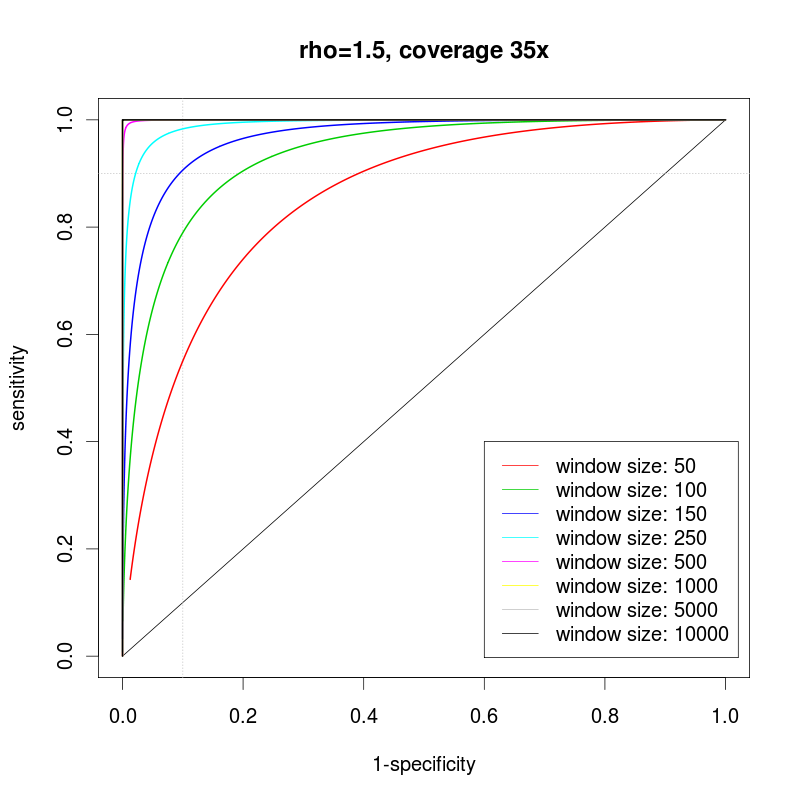 rho=1.5, coverage 35x
1.0
0.8
0.6
0.4
0.2
0.0
sensitivity
window size: 50
window size: 100
window size: 150
window size: 250
window size: 500
window size: 1000
window size: 5000
window size: 10000
0.0 0.2 0.4 0.6 0.8 1.0
1-specificity